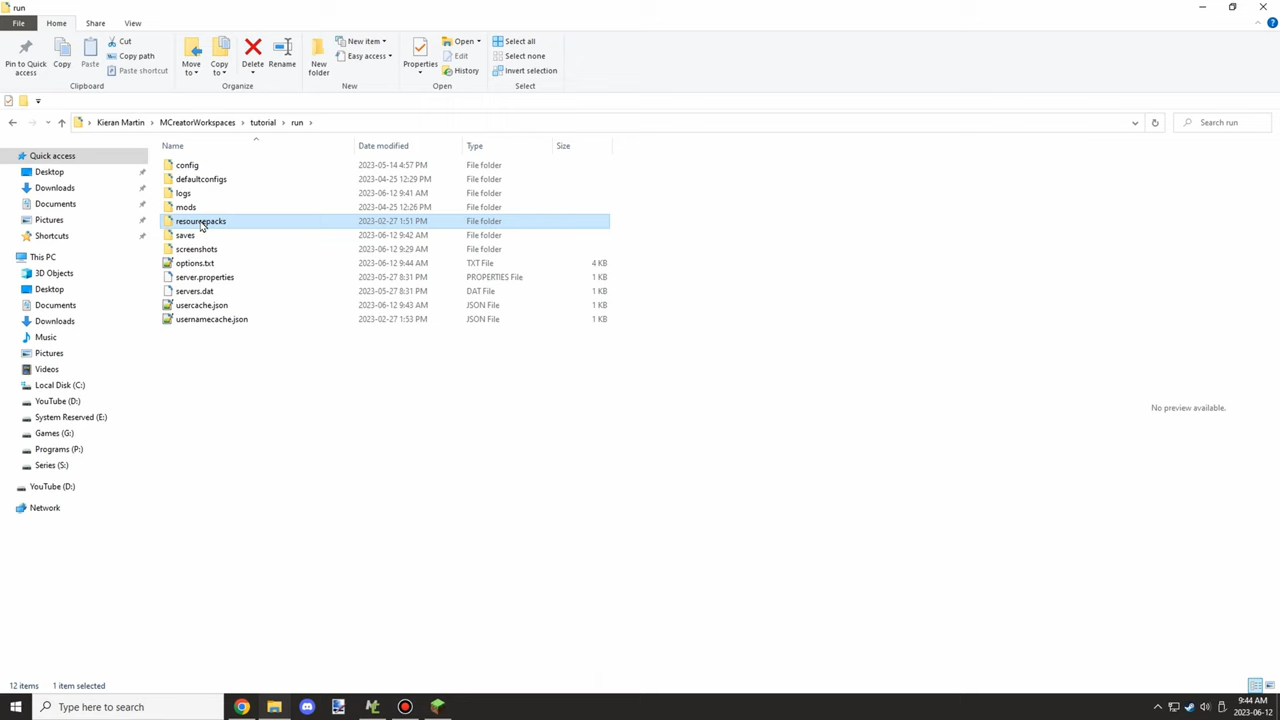 run
File
Home
Share
View
Pin to Quick access
Copy
Paste
Cut
Copy path
Paste shortcut
Move to
Copy to
Delete
Rename
New folder
New item
Easy access
Properties
Open
Edit
History
Select all
Select none
Invert selection
Clipboard
Organize
New
Open
Select
Kieran Martin > MCreatorWorkspaces > tutorial > run >
Search run
Quick access
Desktop
Downloads
Documents
Pictures
Shortcuts
This PC
3D Objects
Desktop
Documents
Downloads
Music
Pictures
Videos
Local Disk (C:)
YouTube (D:)
System Reserved (E:)
Games (G:)
Programs (P:)
Series (S:)
YouTube (D:)
Network
Name Date modified Type Size
config 2023-05-14 4:57 PM File folder
defaultconfigs 2023-04-25 12:29 PM File folder
logs 2023-06-12 9:41 AM File folder
mods 2023-04-25 12:26 PM File folder
resourcepacks 2023-02-27 1:51 PM File folder
saves 2023-06-12 9:42 AM File folder
screenshots 2023-06-12 9:29 AM File folder
options.txt 2023-06-12 9:44 AM TXT File 4 KB
server.properties 2023-05-27 8:31 PM PROPERTIES File 1 KB
servers.dat 2023-05-27 8:31 PM DAT File 1 KB
usercache.json 2023-06-12 9:43 AM JSON File 1 KB
usernamecache.json 2023-02-27 1:53 PM JSON File 1 KB
No preview available.
12 items 1 item selected
Type here to search
9:44 AM
2023-06-12